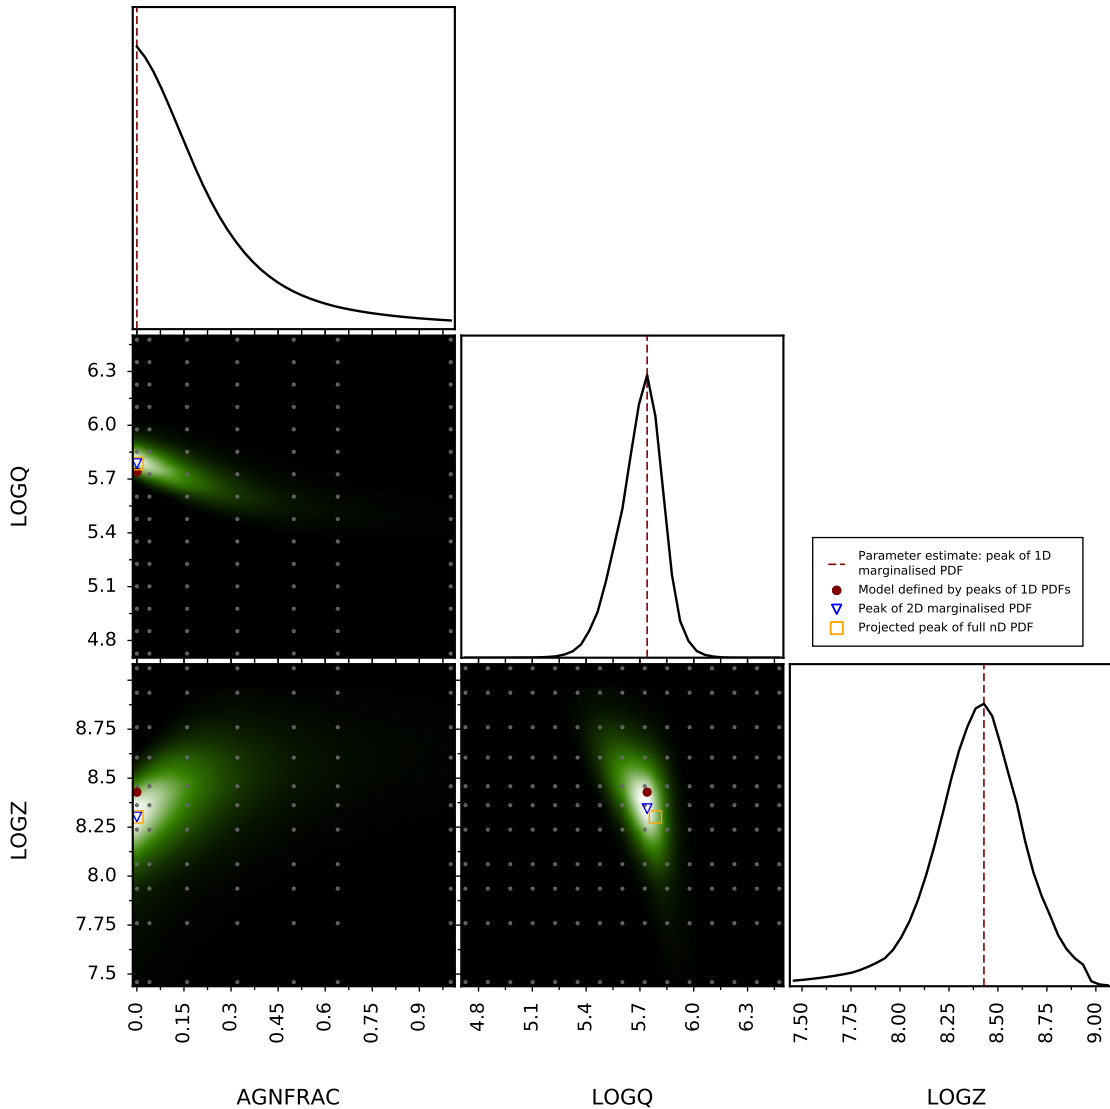 6.3
6.0
5.7
5.4
5.1
4.8
LOGQ
Parameter estimate: peak of 1D
marginalised PDF
Model defined by peaks of 1D PDFs
Peak of 2D marginalised PDF
Projected peak of full nD PDF
8.75
8.5
8.25
8.0
7.75
7.5
LOGZ
0.0 0.15 0.3 0.45 0.6 0.75 0.9
4.8 5.1 5.4 5.7 6.0 6.3
7.50 7.75 8.00 8.25 8.50 8.75 9.00
AGNFRAC
LOGQ
LOGZ